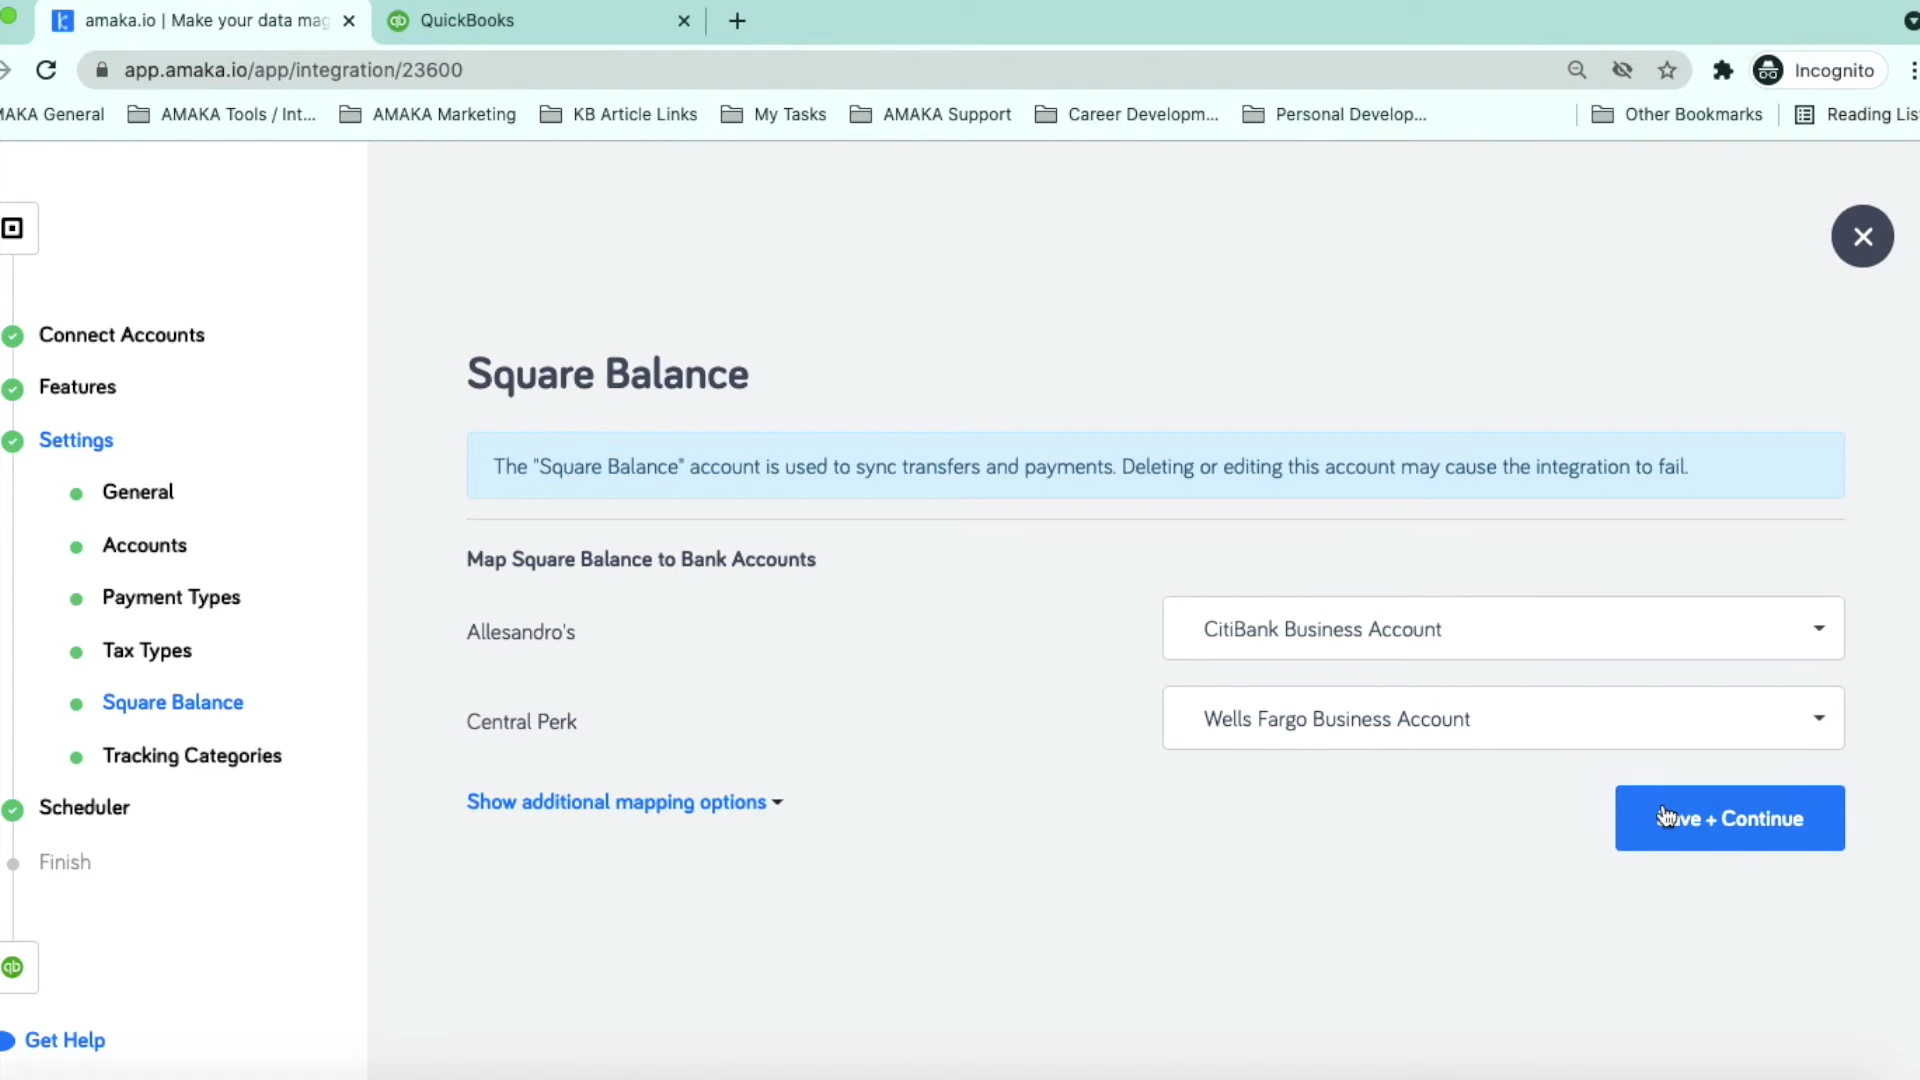 amaka.io | Make your data mag
QuickBooks
app.amaka.io/app/integration/23600
Incognito
MAKA General
AMAKA Tools / Int...
AMAKA Marketing
KB Article Links
My Tasks
AMAKA Support
Career Developm...
Personal Develop...
Other Bookmarks
Reading Lis
Connect Accounts
Features
Settings
General
Accounts
Payment Types
Tax Types
Square Balance
Tracking Categories
Scheduler
Finish
qb
Get Help
Square Balance
The "Square Balance" account is used to sync transfers and payments. Deleting or editing this account may cause the integration to fail.
Map Square Balance to Bank Accounts
Allesandro's
CitiBank Business Account
Central Perk
Wells Fargo Business Account
Show additional mapping options
+ Continue